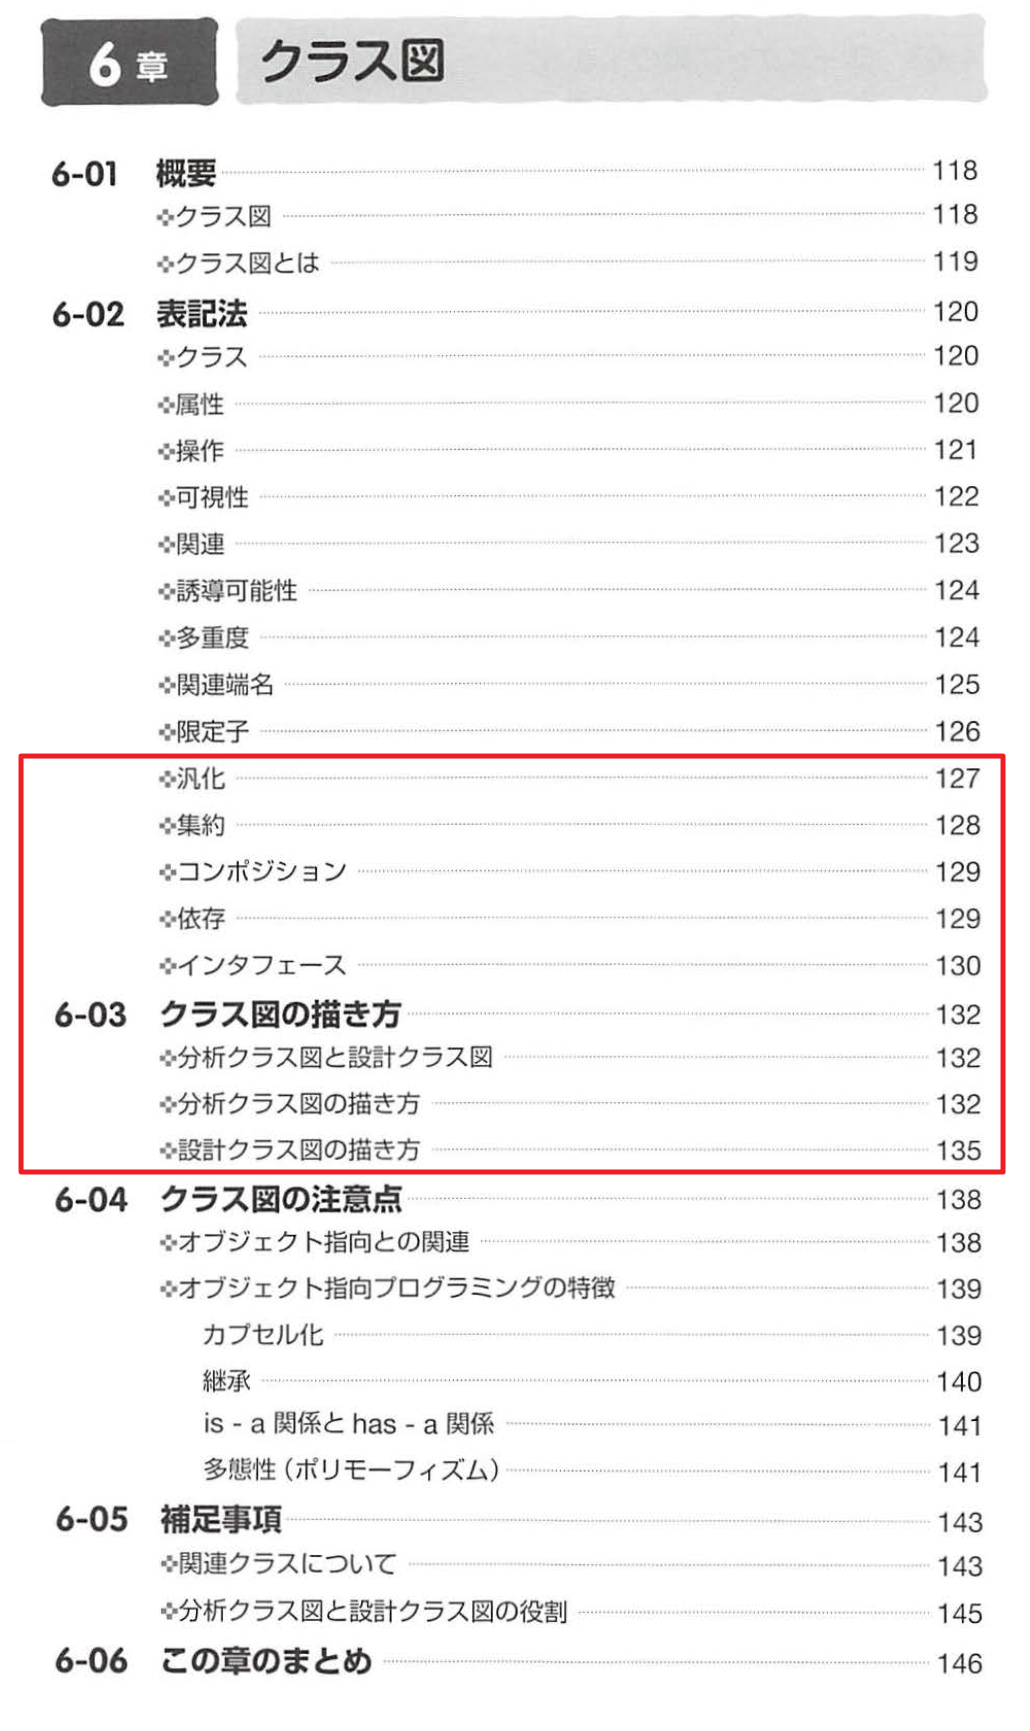 6章 クラス図
6-01 概要 118
クラス図 118
クラス図とは 119
6-02 表記法 120
クラス 120
属性 120
操作 121
可視性 122
関連 123
誘導可能性 124
多重度 124
関連端名 125
限定子 126
汎化 127
集約 128
コンポジション 129
依存 129
インタフェース 130
6-03 クラス図の描き方 132
分析クラス図と設計クラス図 132
分析クラス図の描き方 132
設計クラス図の描き方 135
6-04 クラス図の注意点 138
オブジェクト指向との関連 138
オブジェクト指向プログラミングの特徴 139
カプセル化 139
継承 140
is - a 関係と has - a 関係 141
多態性（ポリモーフィズム） 141
6-05 補足事項 143
関連クラスについて 143
分析クラス図と設計クラス図の役割 145
6-06 この章のまとめ 146